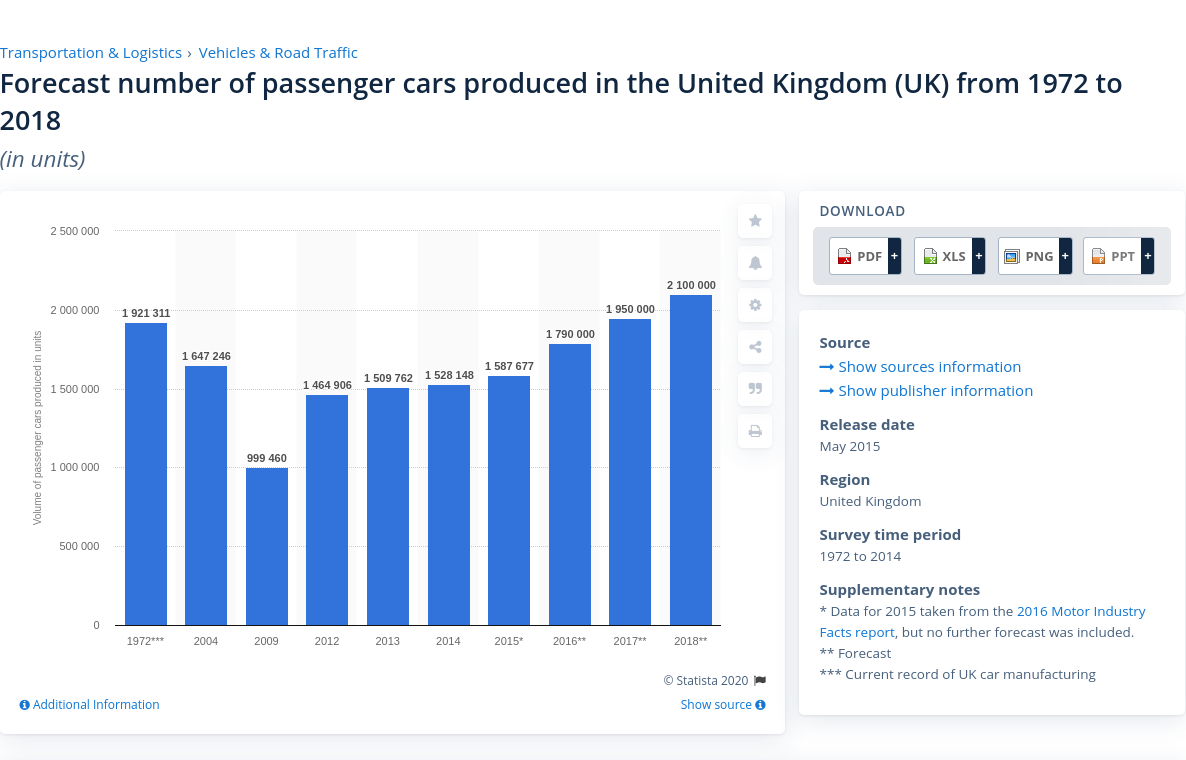 Transportation & Logistics › Vehicles & Road Traffic
Forecast number of passenger cars produced in the United Kingdom (UK) from 1972 to
2018
(in units)
Volume of passenger cars produced in units
2 500 000
2 000 000
1 500 000
1 000 000
500 000
0
1 921 311
1 647 246
999 460
1 464 906
1 509 762
1 528 148
1 587 677
1 790 000
1 950 000
2 100 000
1972*** 2004 2009 2012 2013 2014 2015* 2016** 2017** 2018**
© Statista 2020
Additional Information
Show source
DOWNLOAD
PDF + XLS + PNG + PPT +
Source
Show sources information
Show publisher information
Release date
May 2015
Region
United Kingdom
Survey time period
1972 to 2014
Supplementary notes
* Data for 2015 taken from the 2016 Motor Industry
Facts report, but no further forecast was included.
** Forecast
*** Current record of UK car manufacturing